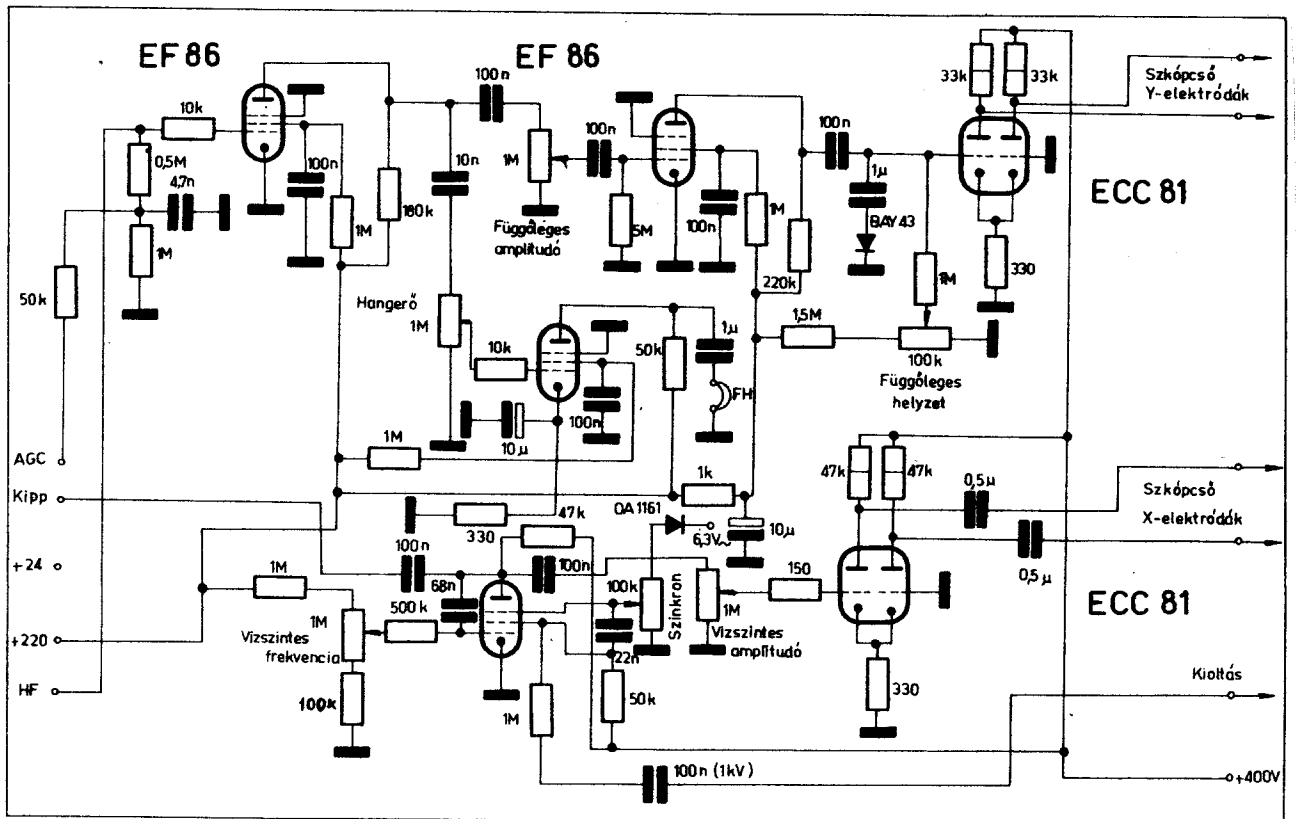 EF 86
EF 86
33k
33k
Szkópcső
Y-elektródák
10k
100n
0,5M
4,7n
100n
10n
1M
100n
100n
1µ
BAY 43
ECC 81
1M
1M
180k
Függőleges
amplitudó
5M
100n
1M
220k
1M
330
50k
Hangerő
1M
10k
50k
1µ
1,5M
100k
Függőleges
helyzet
FH
100n
10µ
1M
1k
47k
47k
AGC
Kipp
0,5µ
Szkópcső
X-elektródák
0,5µ
OA 1161
6,3V~
10µ
330
47k
100n
100n
+24
1M
68n
100k
Szinkron
1M
150
ECC 81
500k
1M
Vizszintes
frekvencia
22n
Vizszintes
amplitudó
+220
HF
100k
1M
50k
330
Kioltás
100n (1kV)
+400V